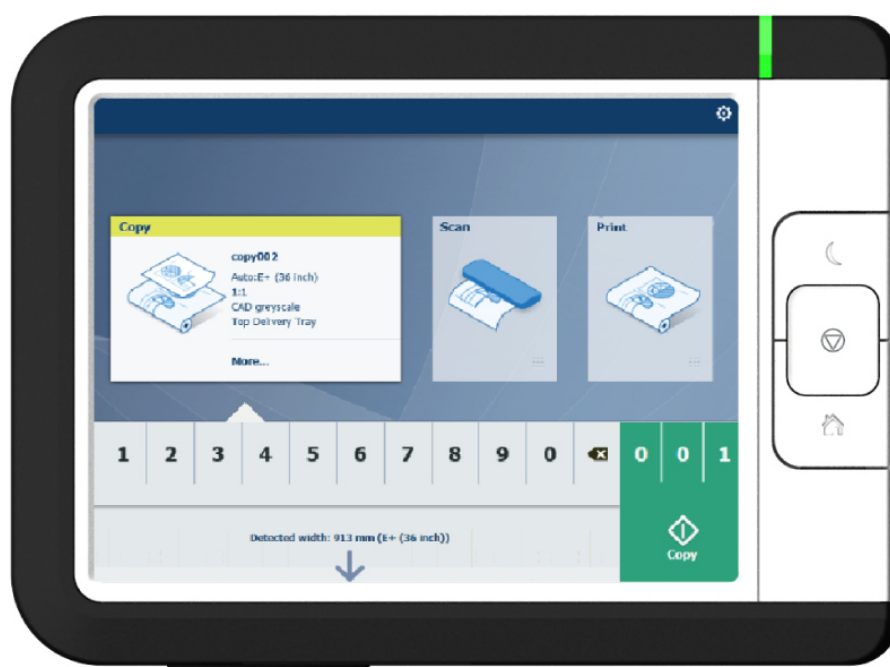 Copy
copy002
Auto:E+ (36 inch)
1:1
CAD greyscale
Top Delivery Tray
More...
Scan
Print
1 2 3 4 5 6 7 8 9 0 0 0 1
Detected width: 913 mm (E+ (36 inch))
Copy